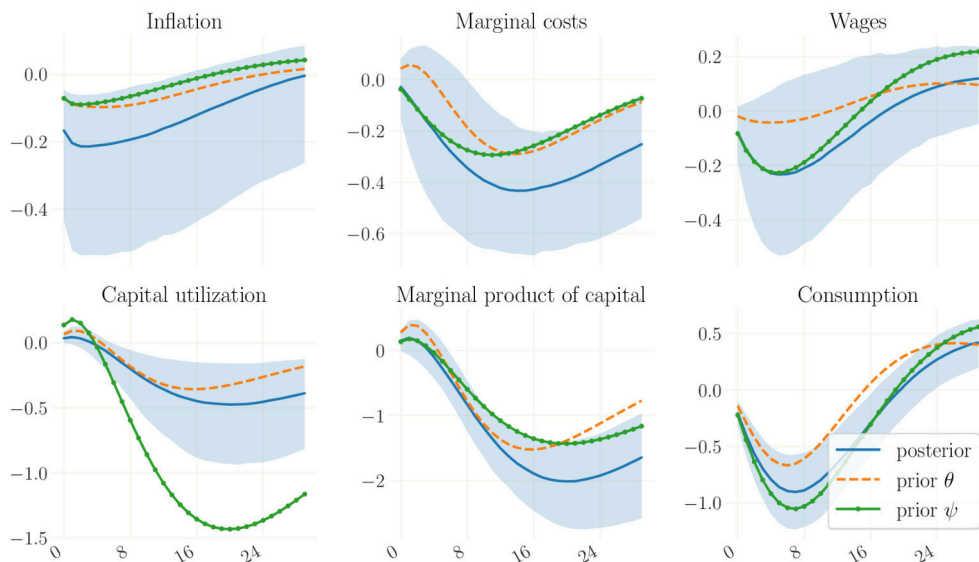 Inflation
Marginal costs
Wages
0.0
−0.2
−0.4
0.0
−0.2
−0.4
−0.6
0.2
0.0
−0.2
−0.4
Capital utilization
Marginal product of capital
Consumption
0.0
−0.5
−1.0
−1.5
0
−1
−2
0.5
0.0
−0.5
−1.0
posterior
prior θ
prior ψ
0 8 16 24
0 8 16 24
0 8 16 24